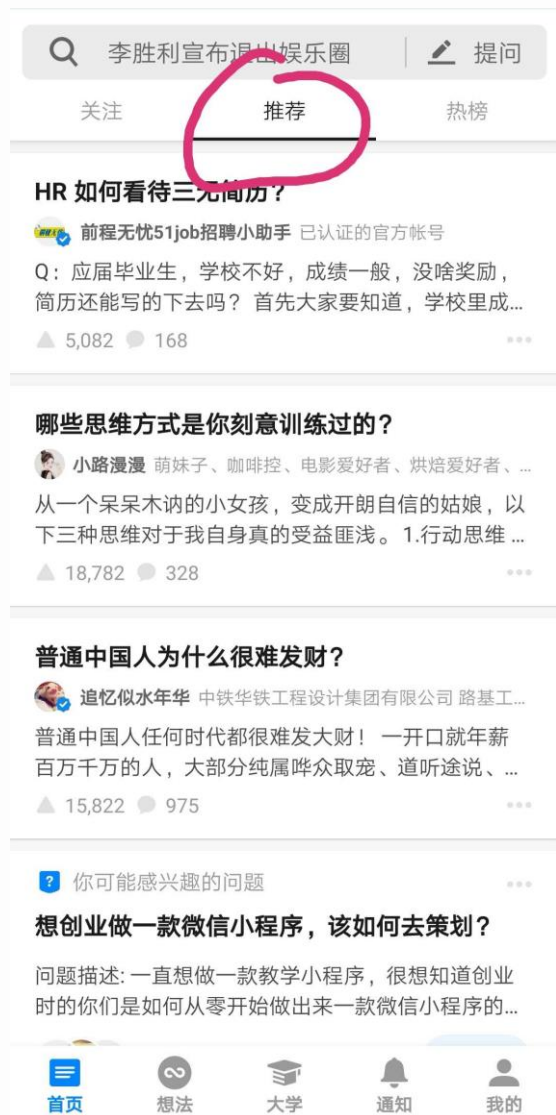 李胜利宣布退出娱乐圈 提问
关注 推荐 热榜
HR 如何看待三无简历？
前程无忧51job招聘小助手 已认证的官方帐号
Q：应届毕业生，学校不好，成绩一般，没啥奖励，
简历还能写的下去吗？ 首先大家要知道，学校里成...
5,082 168
哪些思维方式是你刻意训练过的？
小路漫漫 萌妹子、咖啡控、电影爱好者、烘焙爱好者、...
从一个呆呆木讷的小女孩，变成开朗自信的姑娘，以
下三种思维对于我自身真的受益匪浅。1.行动思维 ...
18,782 328
普通中国人为什么很难发财？
追忆似水年华 中铁华铁工程设计集团有限公司 路基工...
普通中国人任何时代都很难发大财！ 一开口就年薪
百万千万的人，大部分纯属哗众取宠、道听途说、...
15,822 975
你可能感兴趣的问题
想创业做一款微信小程序，该如何去策划？
问题描述: 一直想做一款教学小程序，很想知道创业
时的你们是如何从零开始做出来一款微信小程序的...
首页 想法 大学 通知 我的